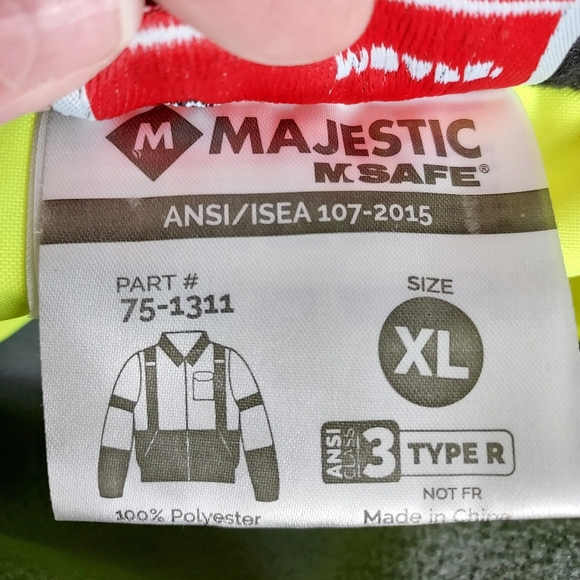 M MAJESTIC
M SAFE®
ANSI/ISEA 107-2015
PART #
75-1311
SIZE
XL
ANSI CLASS 3 TYPE R
NOT FR
100% Polyester
Made in China